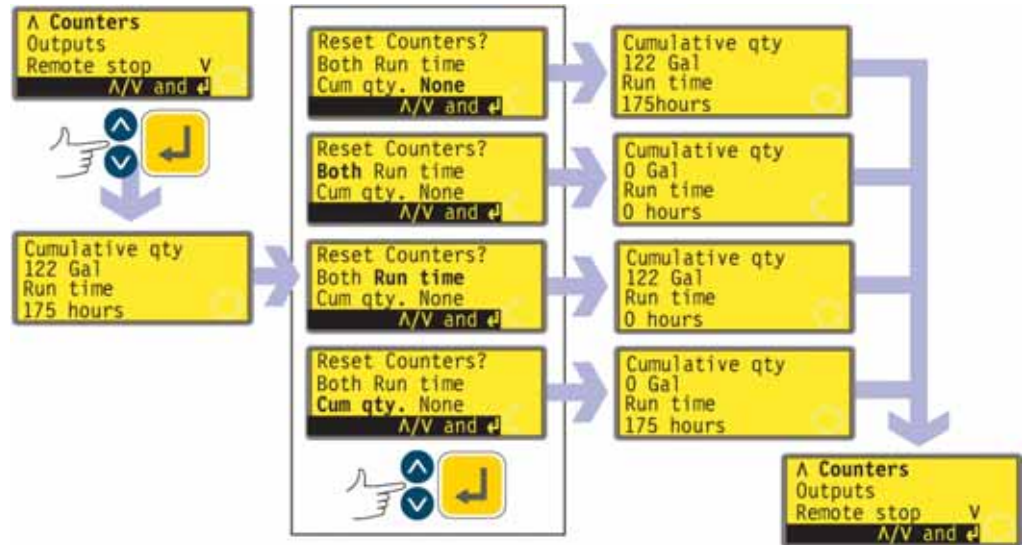 Λ Counters
Outputs
Remote stop V
Λ/V and ↲
Cumulative qty
122 Gal
Run time
175 hours
Reset Counters?
Both Run time
Cum qty. None
Λ/V and ↲
Cumulative qty
122 Gal
Run time
175hours
Reset Counters?
Both Run time
Cum qty. None
Λ/V and ↲
Cumulative qty
0 Gal
Run time
0 hours
Reset Counters?
Both Run time
Cum qty. None
Λ/V and ↲
Cumulative qty
122 Gal
Run time
0 hours
Reset Counters?
Both Run time
Cum qty. None
Λ/V and ↲
Cumulative qty
0 Gal
Run time
175 hours
Λ Counters
Outputs
Remote stop V
Λ/V and ↲